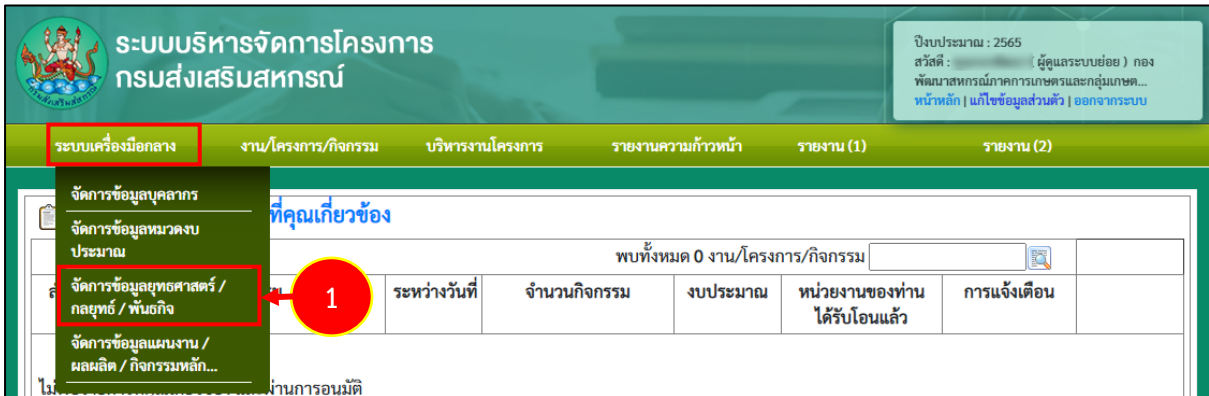 ระบบบริหารจัดการโครงการ
กรมส่งเสริมสหกรณ์
ปีงบประมาณ : 2565
สวัสดี : ( ผู้ดูแลระบบย่อย ) กอง
พัฒนาสหกรณ์ภาคการเกษตรและกลุ่มเกษต...
หน้าหลัก | แก้ไขข้อมูลส่วนตัว | ออกจากระบบ
ระบบเครื่องมือกลาง งาน/โครงการ/กิจกรรม บริหารงานโครงการ รายงานความก้าวหน้า รายงาน (1) รายงาน (2)
จัดการข้อมูลบุคลากร
จัดการข้อมูลหมวดงบ
ประมาณ
จัดการข้อมูลยุทธศาสตร์ /
กลยุทธ์ / พันธกิจ
จัดการข้อมูลแผนงาน /
ผลผลิต / กิจกรรมหลัก...
1
ที่คุณเกี่ยวข้อง
พบทั้งหมด 0 งาน/โครงการ/กิจกรรม
ระหว่างวันที่ จำนวนกิจกรรม งบประมาณ หน่วยงานของท่าน การแจ้งเตือน
ได้รับโอนแล้ว
ผ่านการอนุมัติ